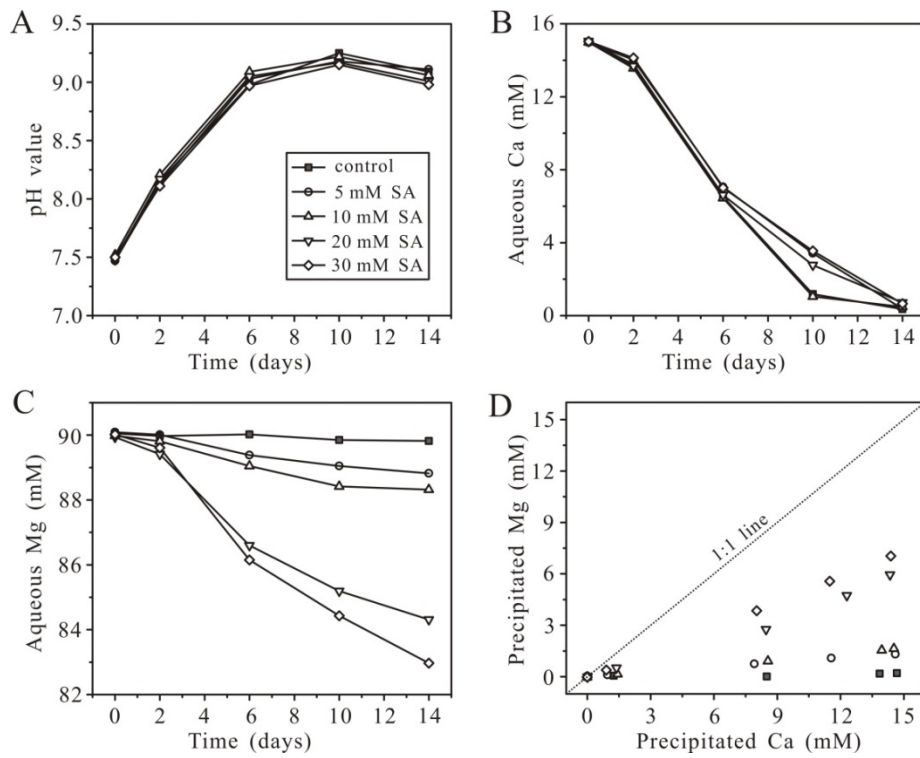 A
9.5
9.0
8.5
8.0
7.5
7.0
pH value
0 2 4 6 8 10 12 14
Time (days)
control
5 mM SA
10 mM SA
20 mM SA
30 mM SA
B
16
12
8
4
0
Aqueous Ca (mM)
0 2 4 6 8 10 12 14
Time (days)
C
90
88
86
83
82
Aqueous Mg (mM)
0 2 4 6 8 10 12 14
Time (days)
D
15
12
9
6
3
0
Precipitated Mg (mM)
1:1 line
0 3 6 9 12 15
Precipitated Ca (mM)